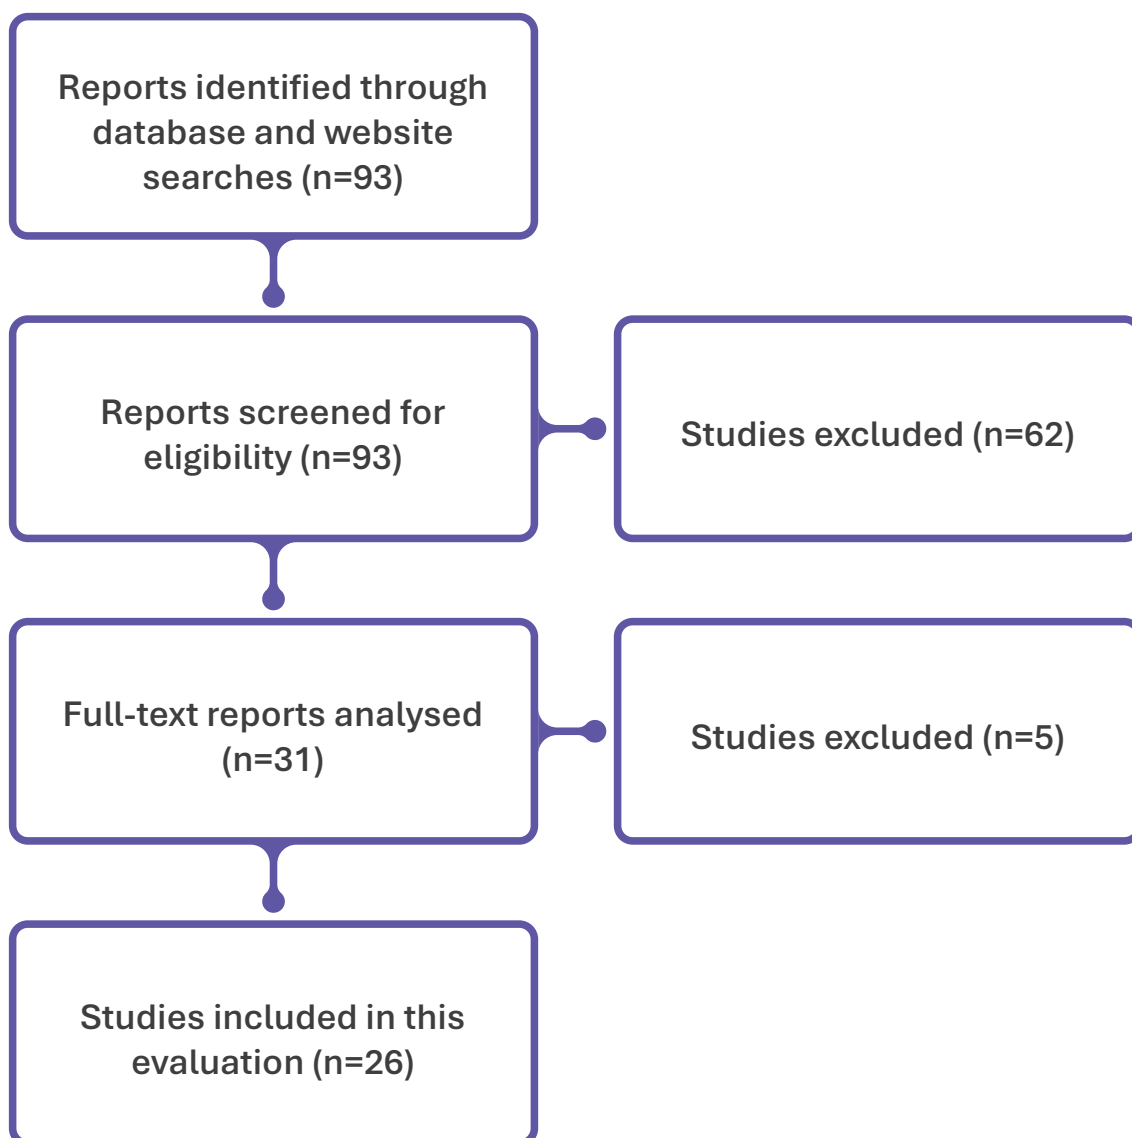 Reports identified through
database and website
searches (n=93)
Reports screened for
eligibility (n=93)
Studies excluded (n=62)
Full-text reports analysed
(n=31)
Studies excluded (n=5)
Studies included in this
evaluation (n=26)